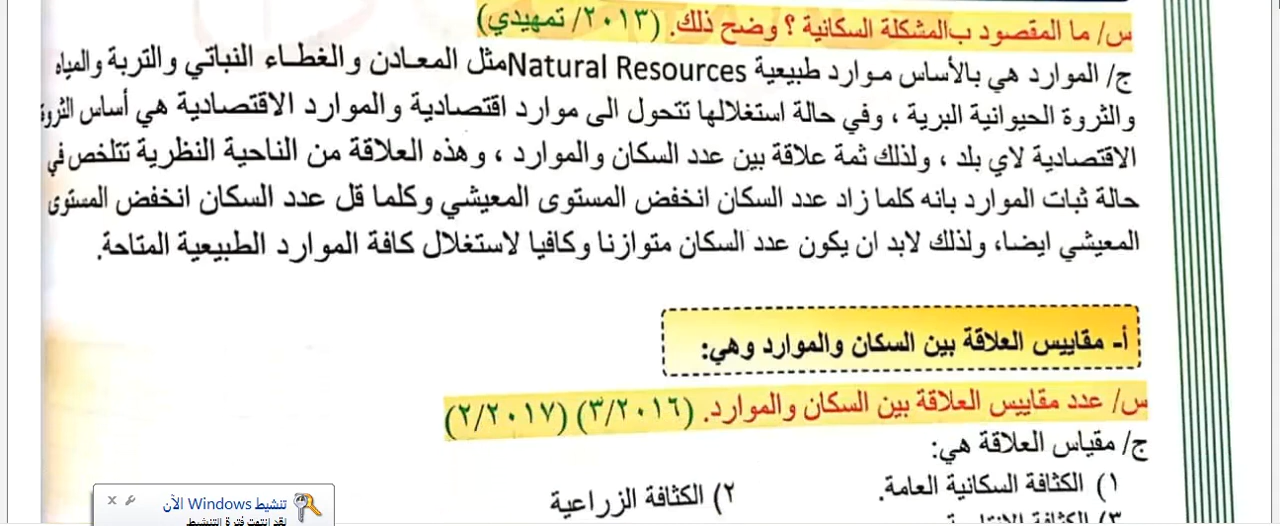 س/ ما المقصود بالمشكلة السكانية ؟ وضح ذلك. (٢٠١٣/ تمهيدي)
ج/ الموارد هي بالأساس موارد طبيعية Natural Resources مثل المعادن والغطاء النباتي والتربة والمياه
والثروة الحيوانية البرية ، وفي حالة استغلالها تتحول الى موارد اقتصادية والموارد الاقتصادية هي أساس الثروة
الاقتصادية لاي بلد ، ولذلك ثمة علاقة بين عدد السكان والموارد ، وهذه العلاقة من الناحية النظرية تتلخص في
حالة ثبات الموارد بانه كلما زاد عدد السكان انخفض المستوى المعيشي وكلما قل عدد السكان انخفض المستوى
المعيشي ايضا، ولذلك لابد ان يكون عدد السكان متوازنا وكافيا لاستغلال كافة الموارد الطبيعية المتاحة.
أ- مقاييس العلاقة بين السكان والموارد وهي:
س/ عدد مقاييس العلاقة بين السكان والموارد. (٣/٢٠١٦) (٢/٢٠١٧)
ج/ مقياس العلاقة هي:
١) الكثافة السكانية العامة. ٢) الكثافة الزراعية
تنشيط Windows الآن
لقد انتهت فترة التنشيط